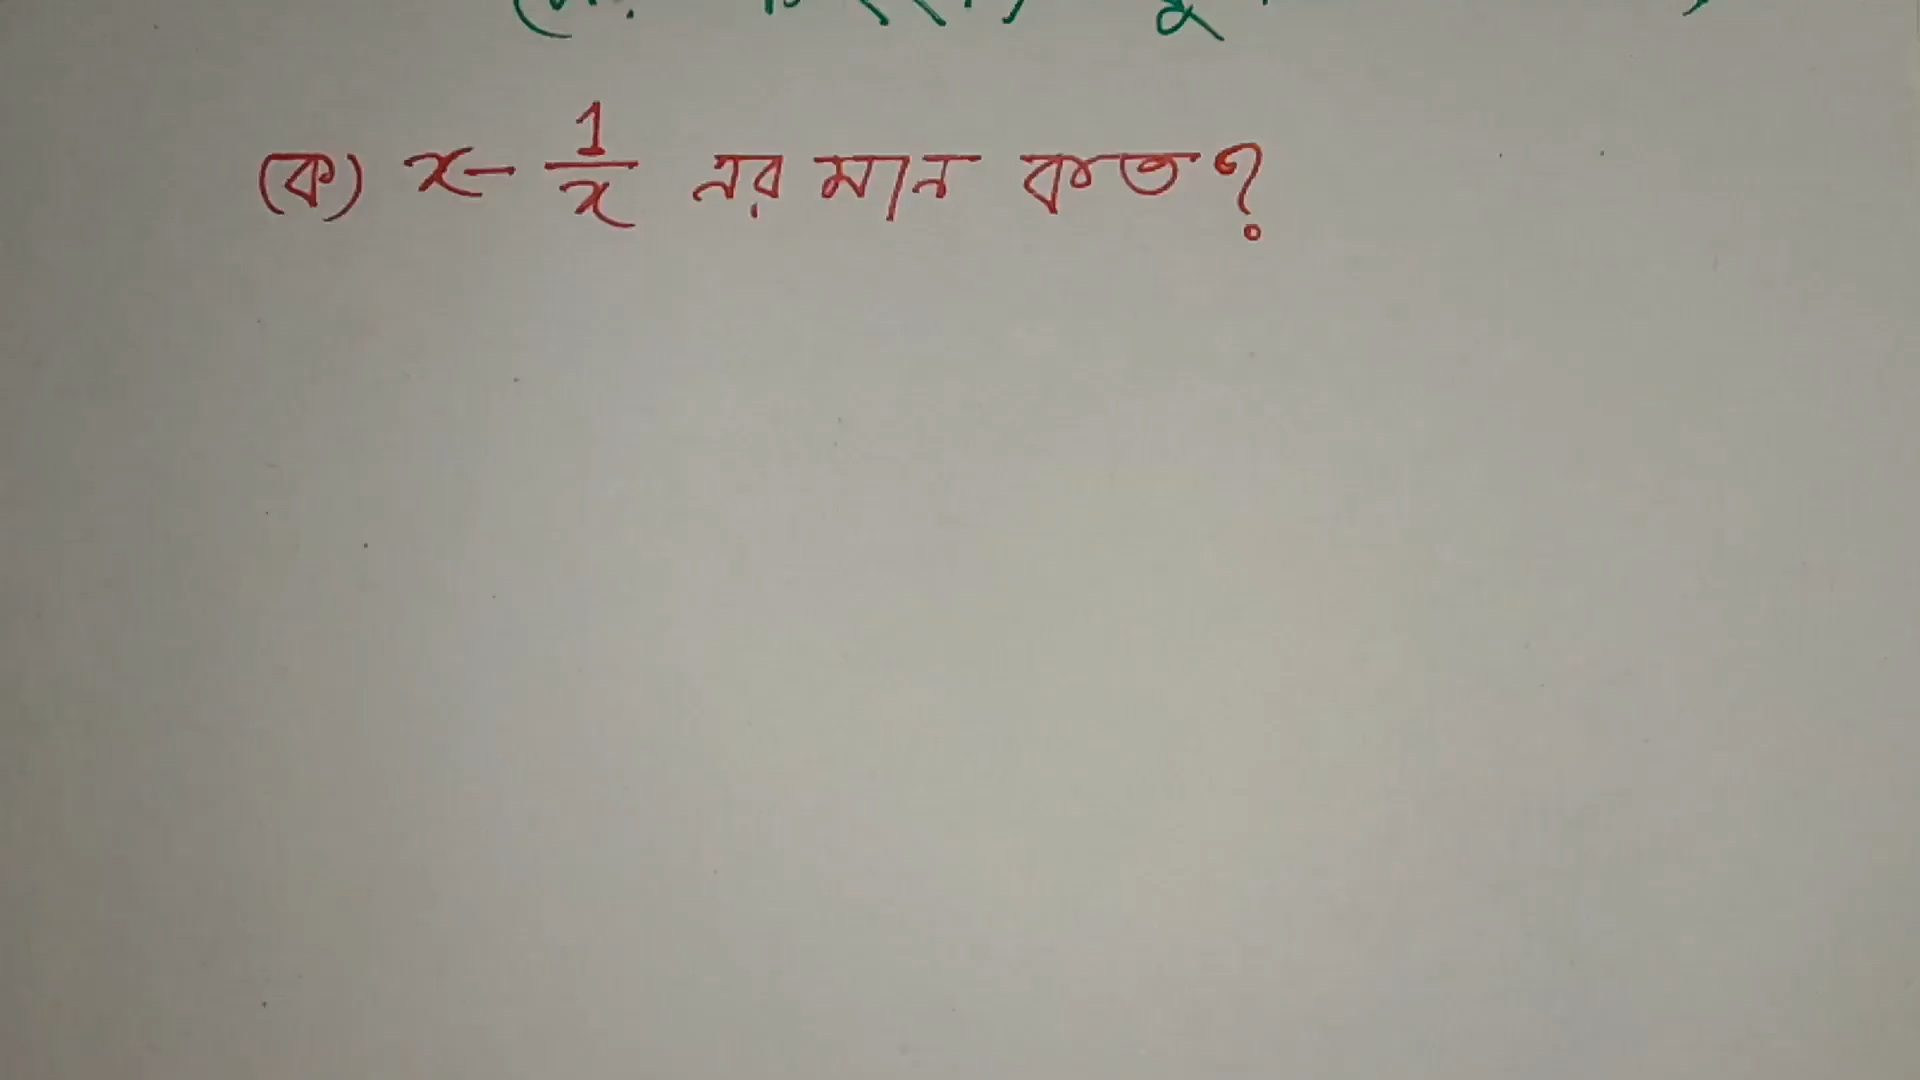 (ক) x - 1/x এর মান কত?